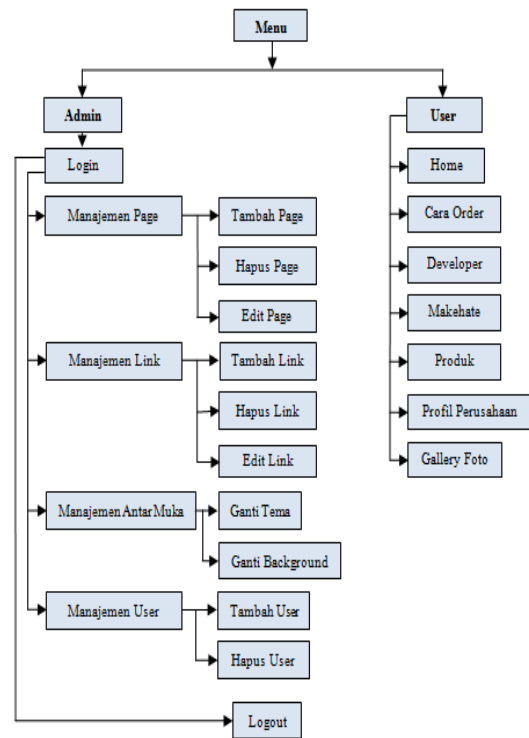 Menu
Admin
User
Login
Home
Manajemen Page
Tambah Page
Cara Order
Hapus Page
Developer
Edit Page
Makehate
Manajemen Link
Tambah Link
Produk
Hapus Link
Profil Perusahaan
Edit Link
Gallery Foto
Manajemen Antar Muka
Ganti Tema
Ganti Background
Manajemen User
Tambah User
Hapus User
Logout